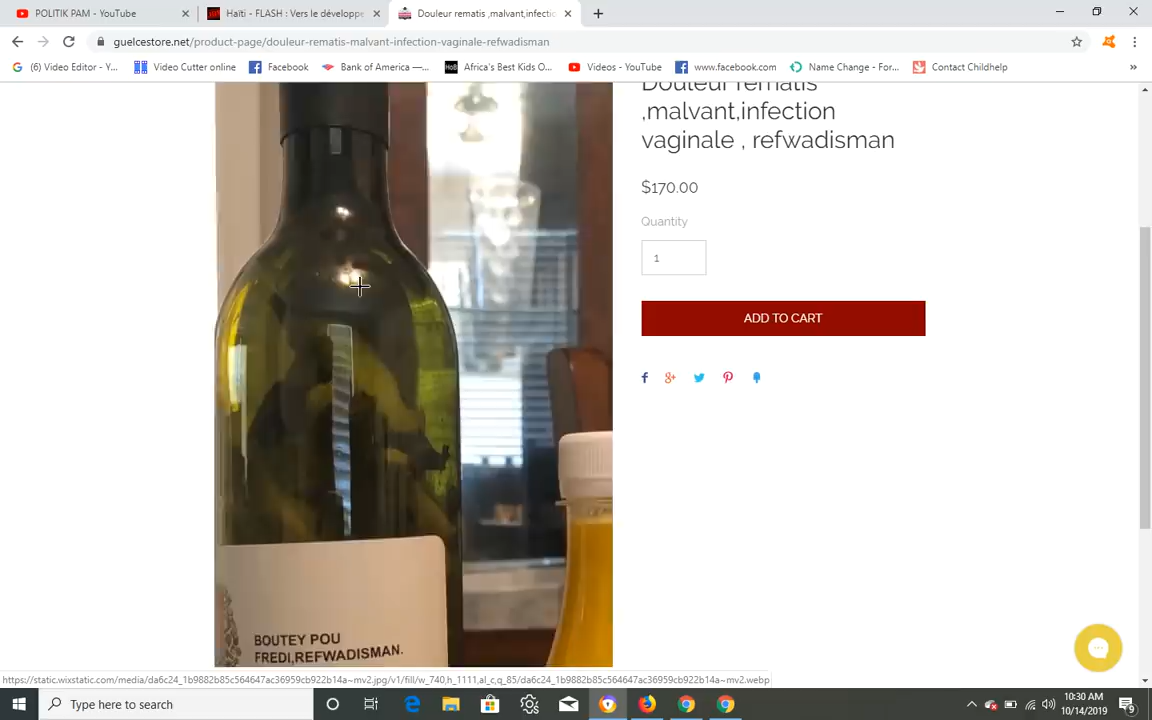 POLITIK PAM - YouTube
Haïti - FLASH : Vers le développe
Douleur rematis ,malvant,infectio
guelcestore.net/product-page/douleur-rematis-malvant-infection-vaginale-refwadisman
(6) Video Editor - Y...
Video Cutter online
Facebook
Bank of America —...
Africa's Best Kids O...
Videos - YouTube
www.facebook.com
Name Change - For...
Contact Childhelp
»
Douleur rematis
,malvant,infection
vaginale , refwadisman
$170.00
Quantity
1
ADD TO CART
BOUTEY POU
FREDI,REFWADISMAN.
https://static.wixstatic.com/media/da6c24_1b9882b85c564647ac36959cb922b14a~mv2.jpg/v1/fill/w_740,h_1111,al_c,q_85/da6c24_1b9882b85c564647ac36959cb922b14a~mv2.webp
Type here to search
10:30 AM
10/14/2019
9